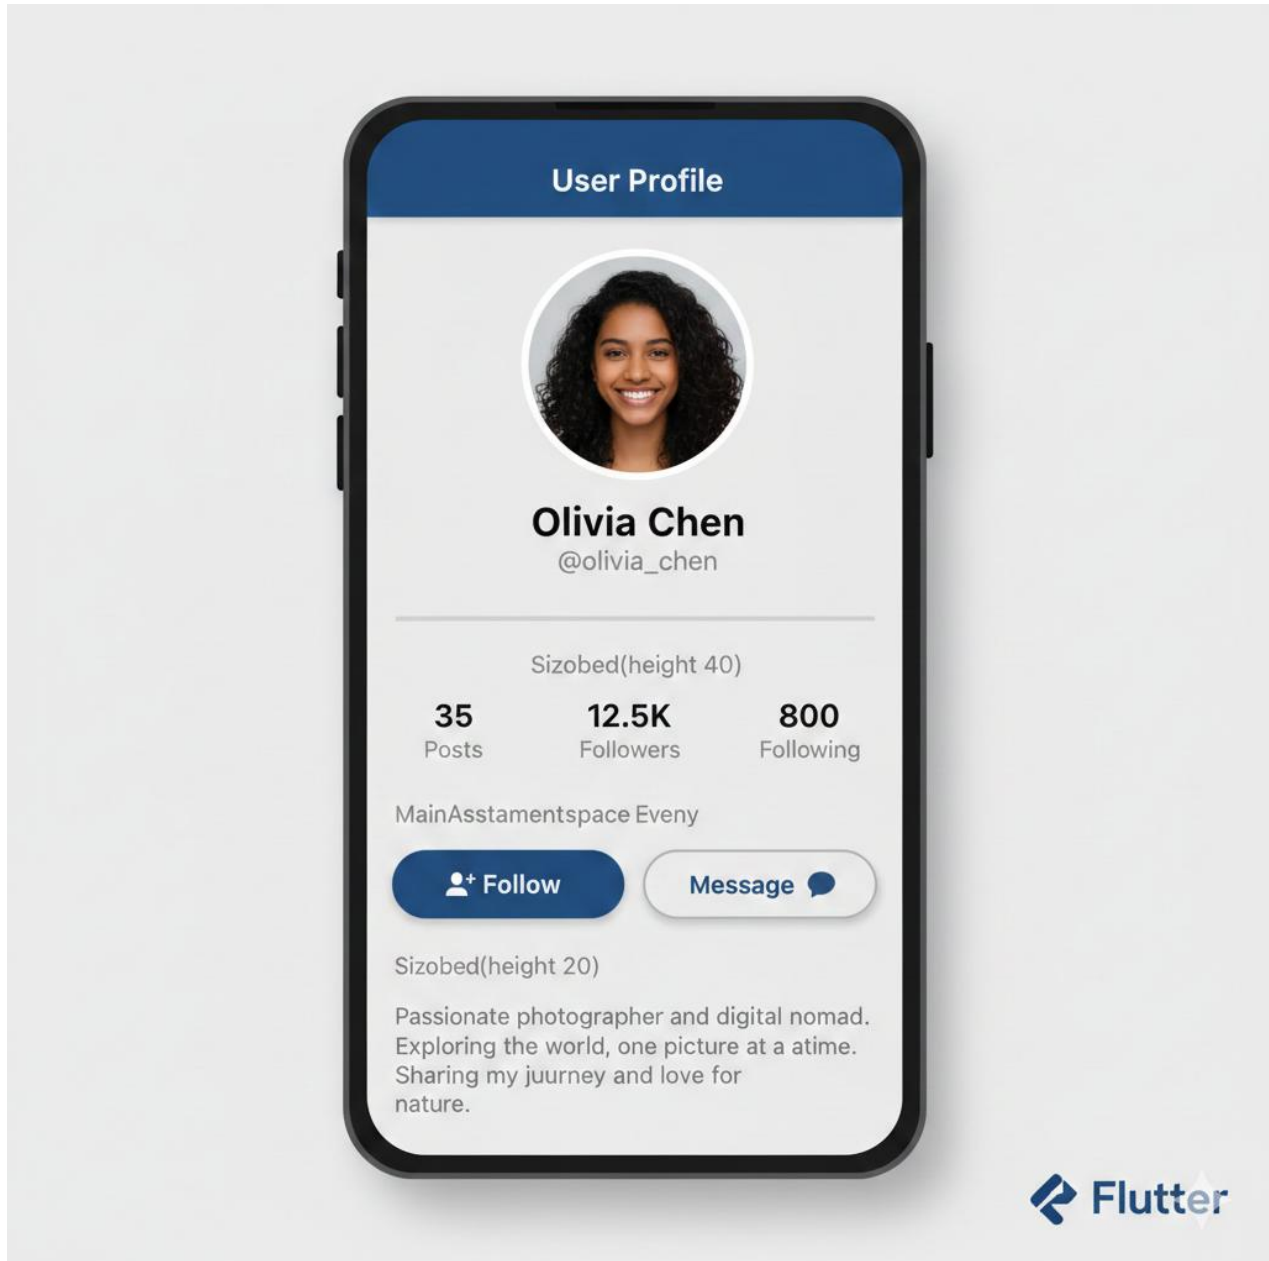 User Profile
Olivia Chen
@olivia_chen
Sizobed(height 40)
35 12.5K 800
Posts Followers Following
MainAsstamentspace Eveny
Follow Message
Sizobed(height 20)
Passionate photographer and digital nomad.
Exploring the world, one picture at a atime.
Sharing my juurney and love for
nature.
Flutter